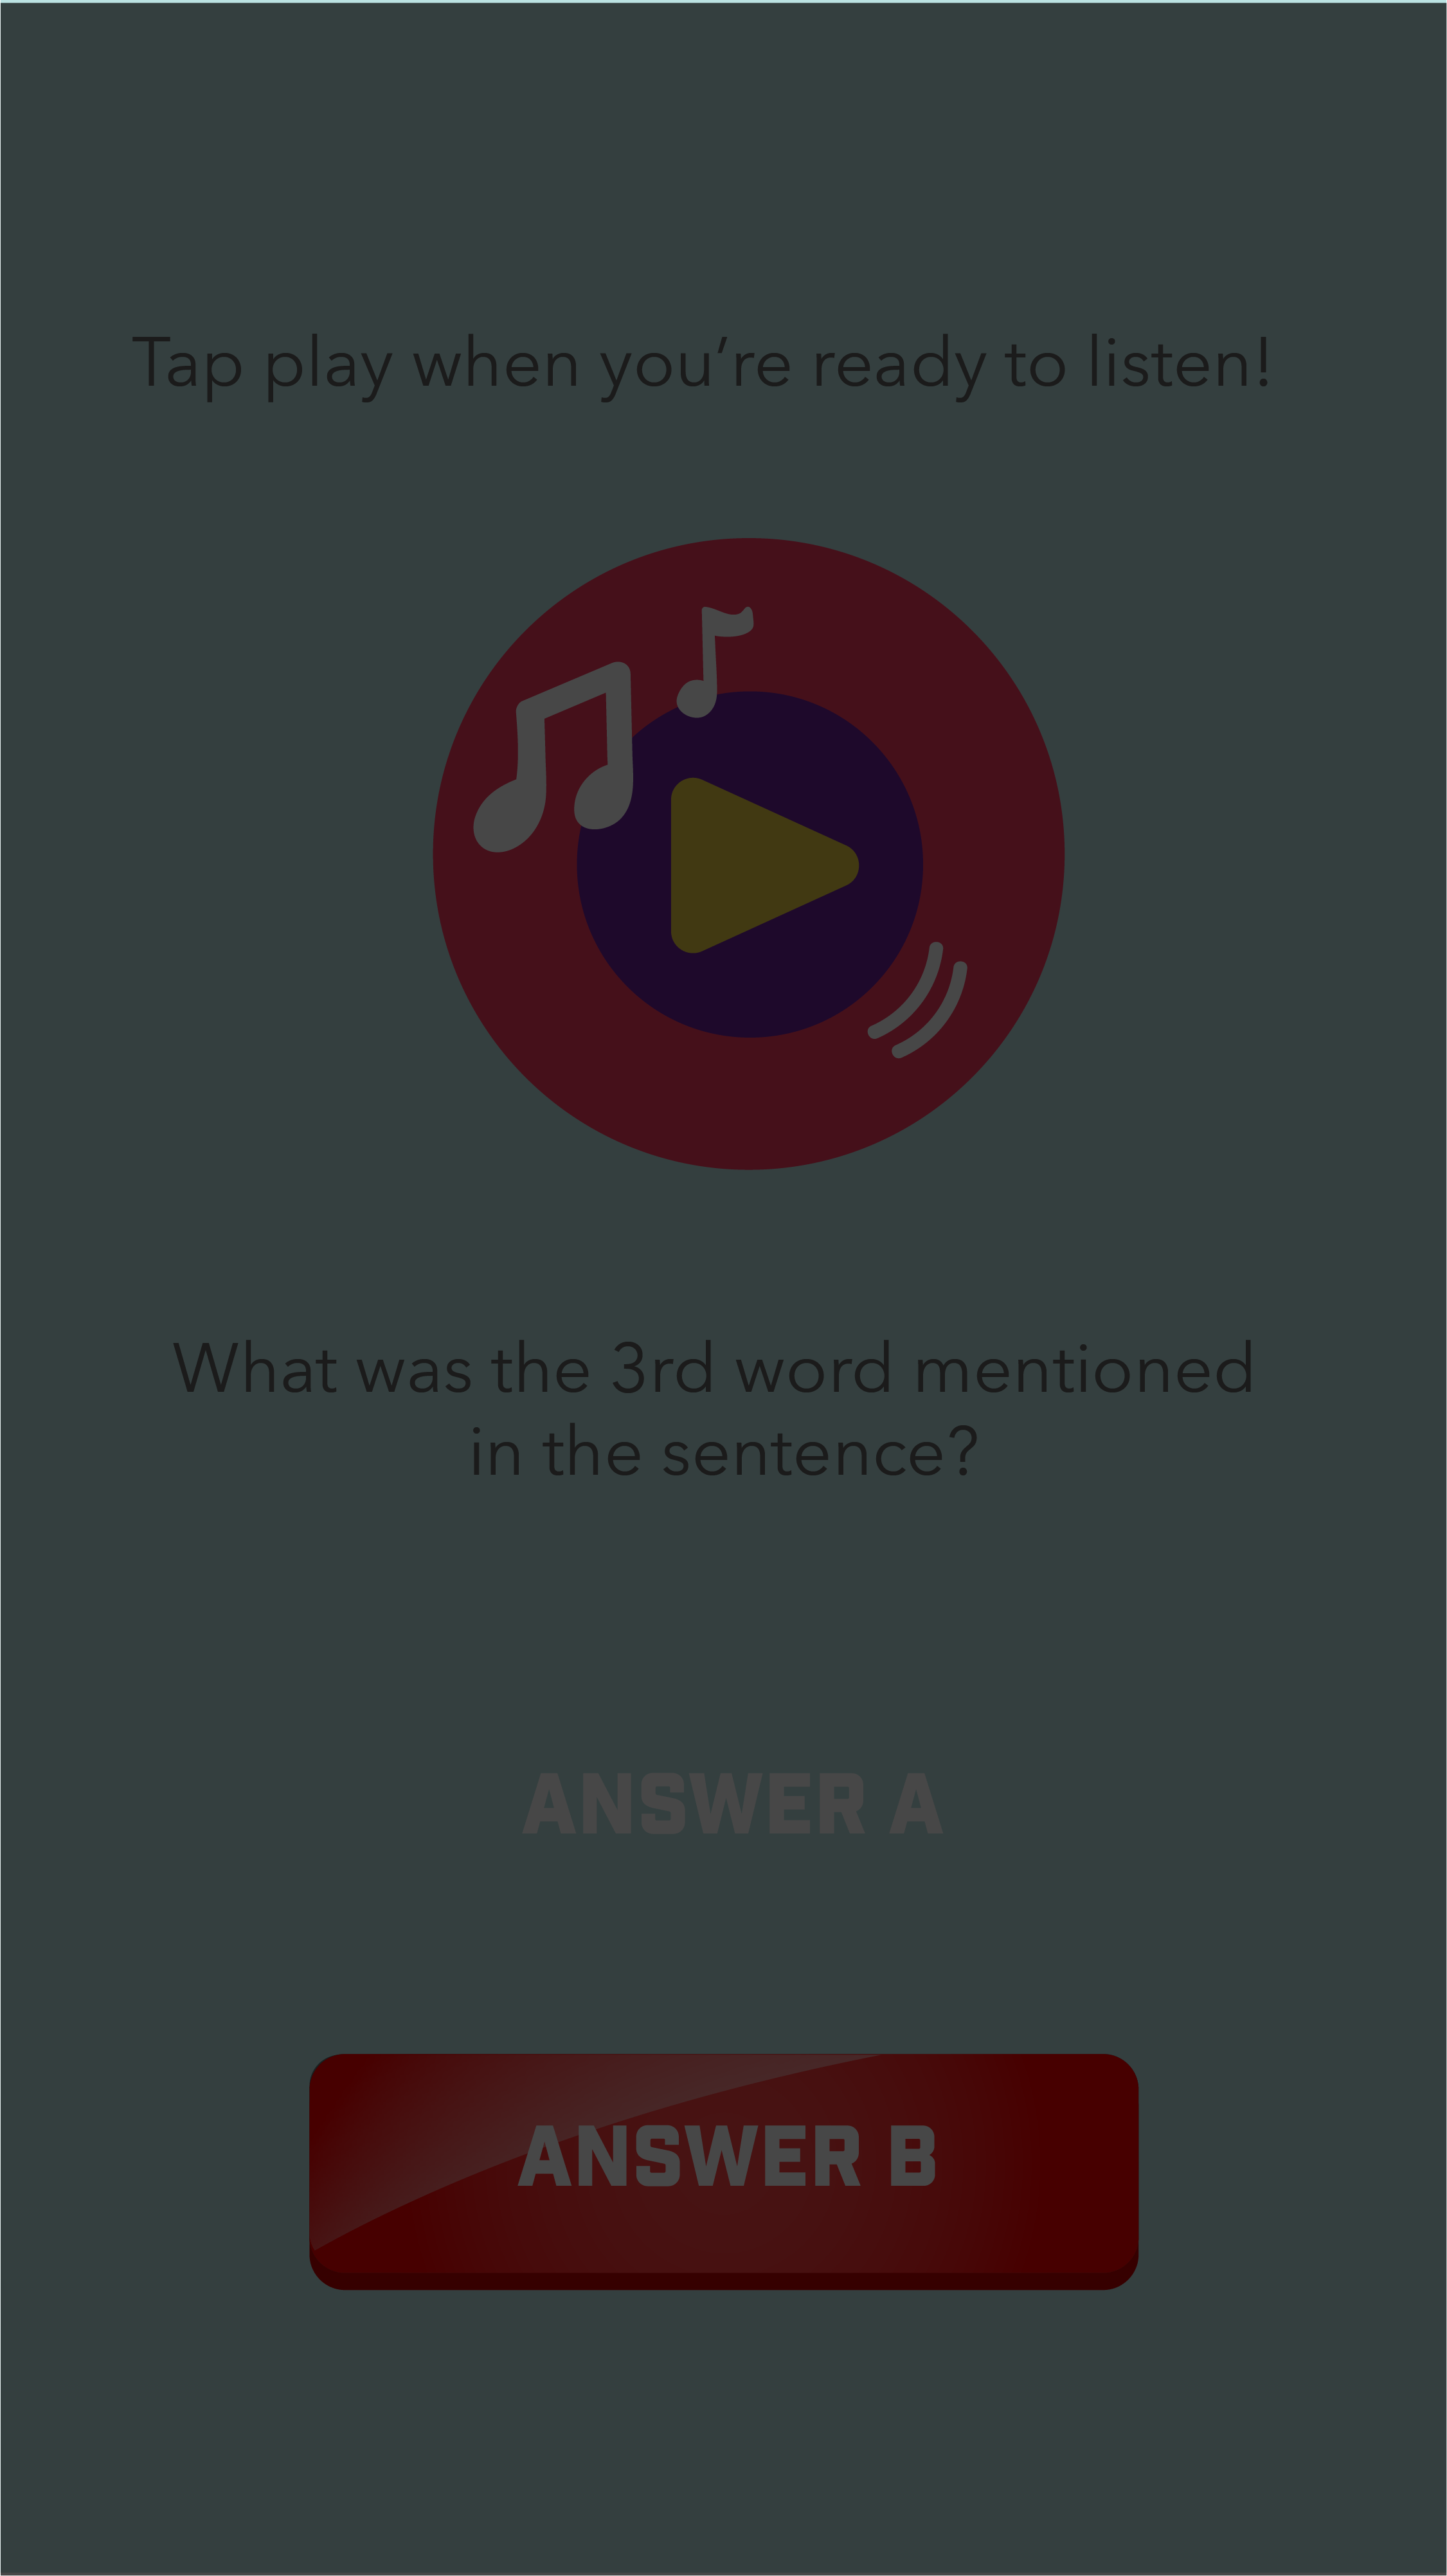 Tap play when you‘re ready to listen!
What was the 3rd word mentioned
in the sentence?
ANSWER A
ANSWER B